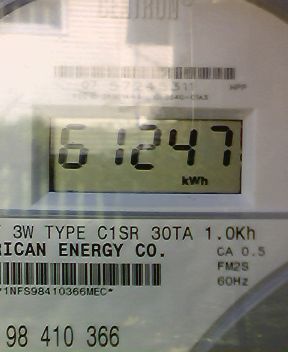 CENTRON
61247
kWh
3W TYPE C1SR 30TA 1.0Kh
RICAN ENERGY CO. CA 0.5
FM2S
60Hz
*1NFS98410366MEC*
98 410 366